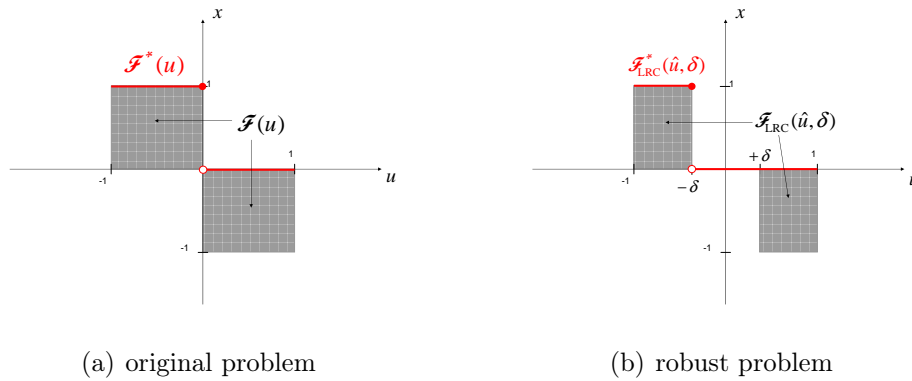 x
ℱ*(u)
1
ℱ(u)
1
-1
u
-1
(a) original problem
x
ℱ*LRC(û, δ)
1
ℱLRC(û, δ)
+δ
1
-1
−δ
-1
(b) robust problem